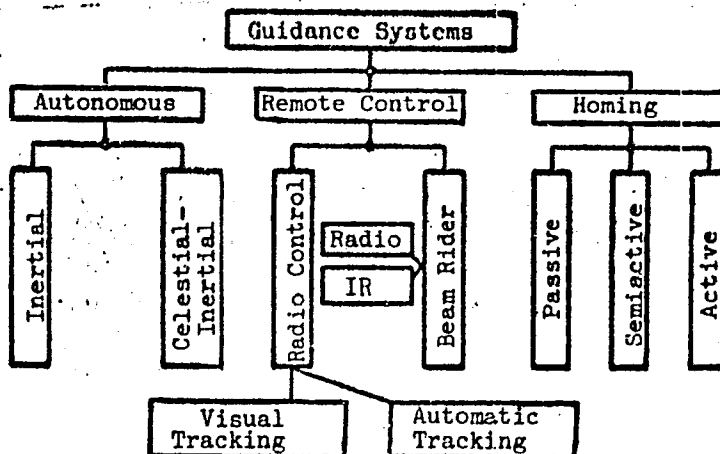 Guidance Systems
Autonomous
Remote Control
Homing
Inertial
Celestial-
Inertial
Radio Control
Radio
IR
Beam Rider
Passive
Semiactive
Active
Visual
Tracking
Automatic
Tracking